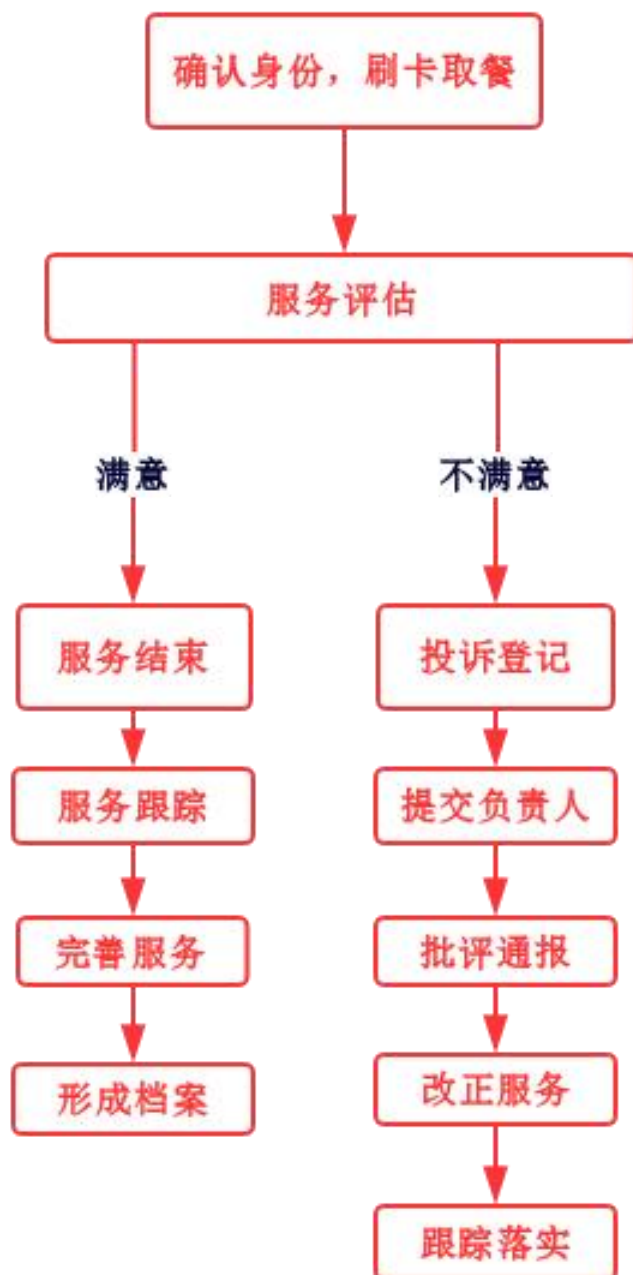 确认身份，刷卡取餐
服务评估
满意
不满意
服务结束
投诉登记
服务跟踪
提交负责人
完善服务
批评通报
形成档案
改正服务
跟踪落实